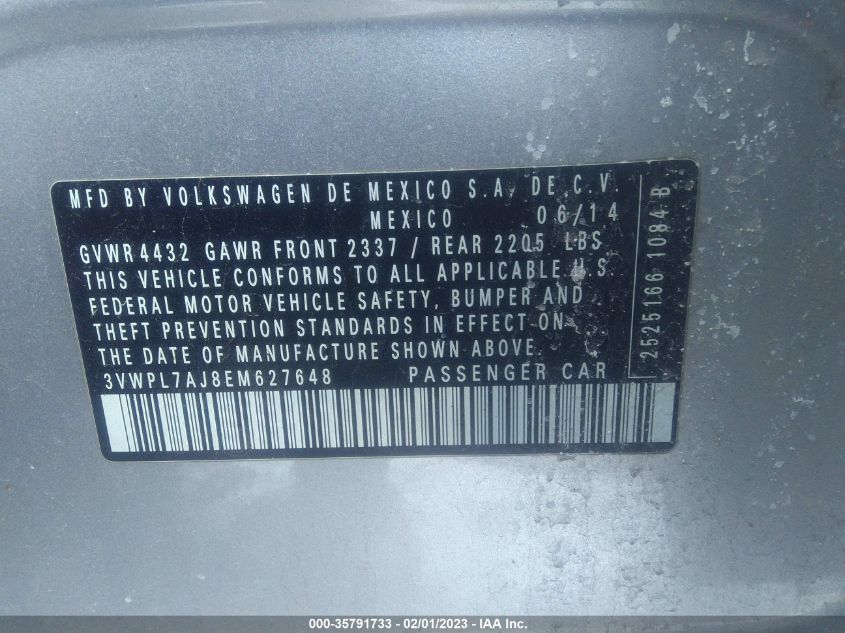 MFD BY VOLKSWAGEN DE MEXICO S.A. DE C.V.
MEXICO 06/14
GVWR 4432 GAWR FRONT 2337 / REAR 2205 LBS
THIS VEHICLE CONFORMS TO ALL APPLICABLE U.S.
FEDERAL MOTOR VEHICLE SAFETY, BUMPER AND
THEFT PREVENTION STANDARDS IN EFFECT ON
THE DATE OF MANUFACTURE SHOWN ABOVE.
3VWPL7AJ8EM627648 PASSENGER CAR
2525166 1084 B
000-35791733 - 02/01/2023 - IAA Inc.